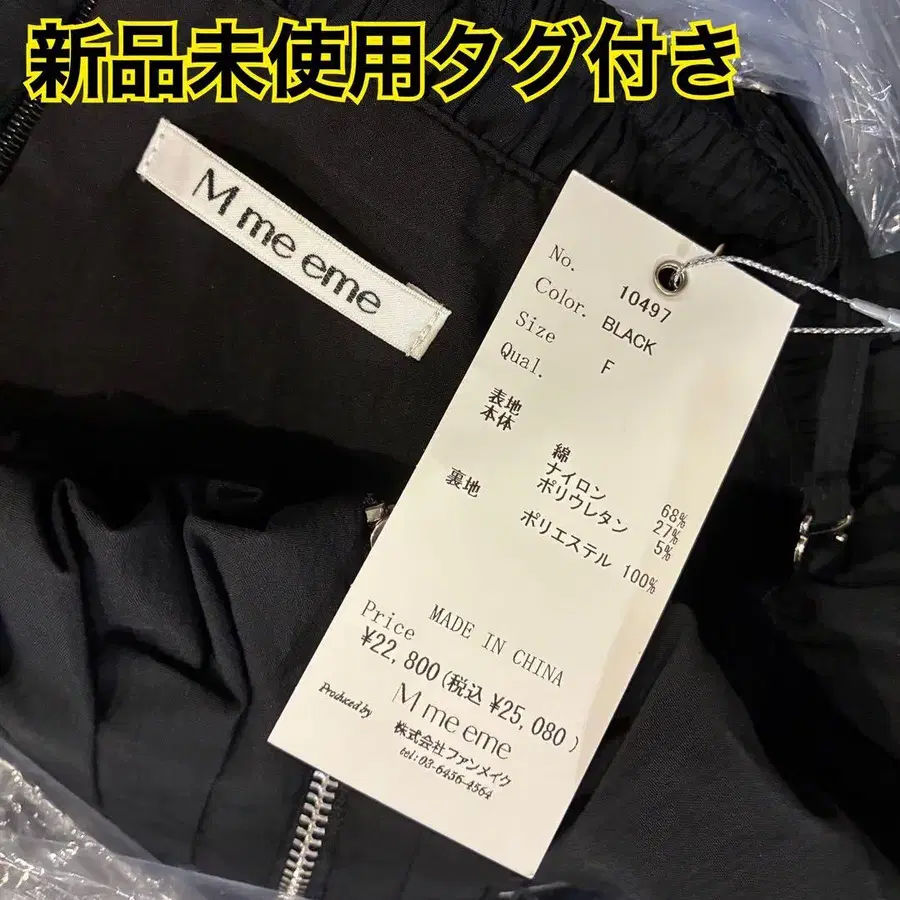 新品未使用タグ付き
M me eme
No. 10497
Color. BLACK
Size F
Qual.
表地
本体
綿 68%
ナイロン 27%
ポリウレタン 5%
裏地
ポリエステル 100%
MADE IN CHINA
Price
¥22,800(税込 ¥25,080)
Produced by M me eme
株式会社ファンメイク
tel:03-6456-4564